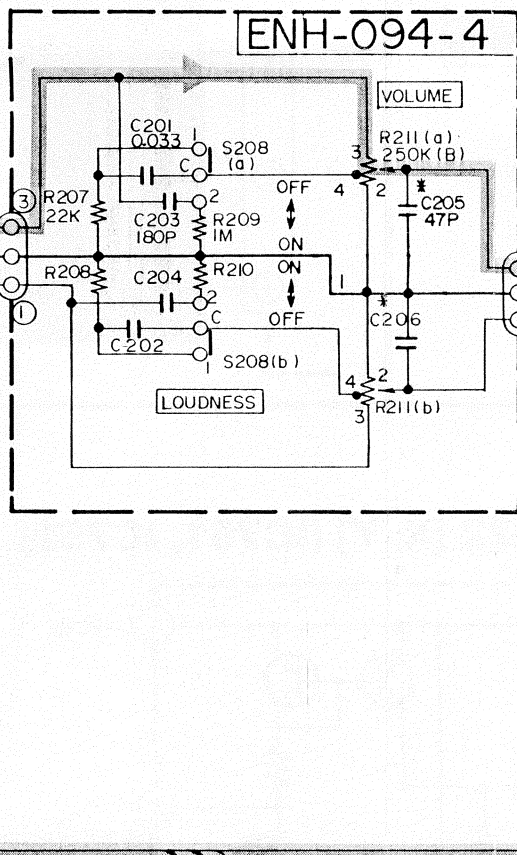 ENH-094-4
VOLUME
C201
0.033
1
S208
(a)
C
3
R211(a)
250K(B)
4
2
OFF
*
C205
47P
3
R207
22K
C203
180P
2
R209
1M
ON
R208
C204
R210
ON
1
*
C206
1
2
C
OFF
C202
1
S208(b)
4
2
R211(b)
3
LOUDNESS